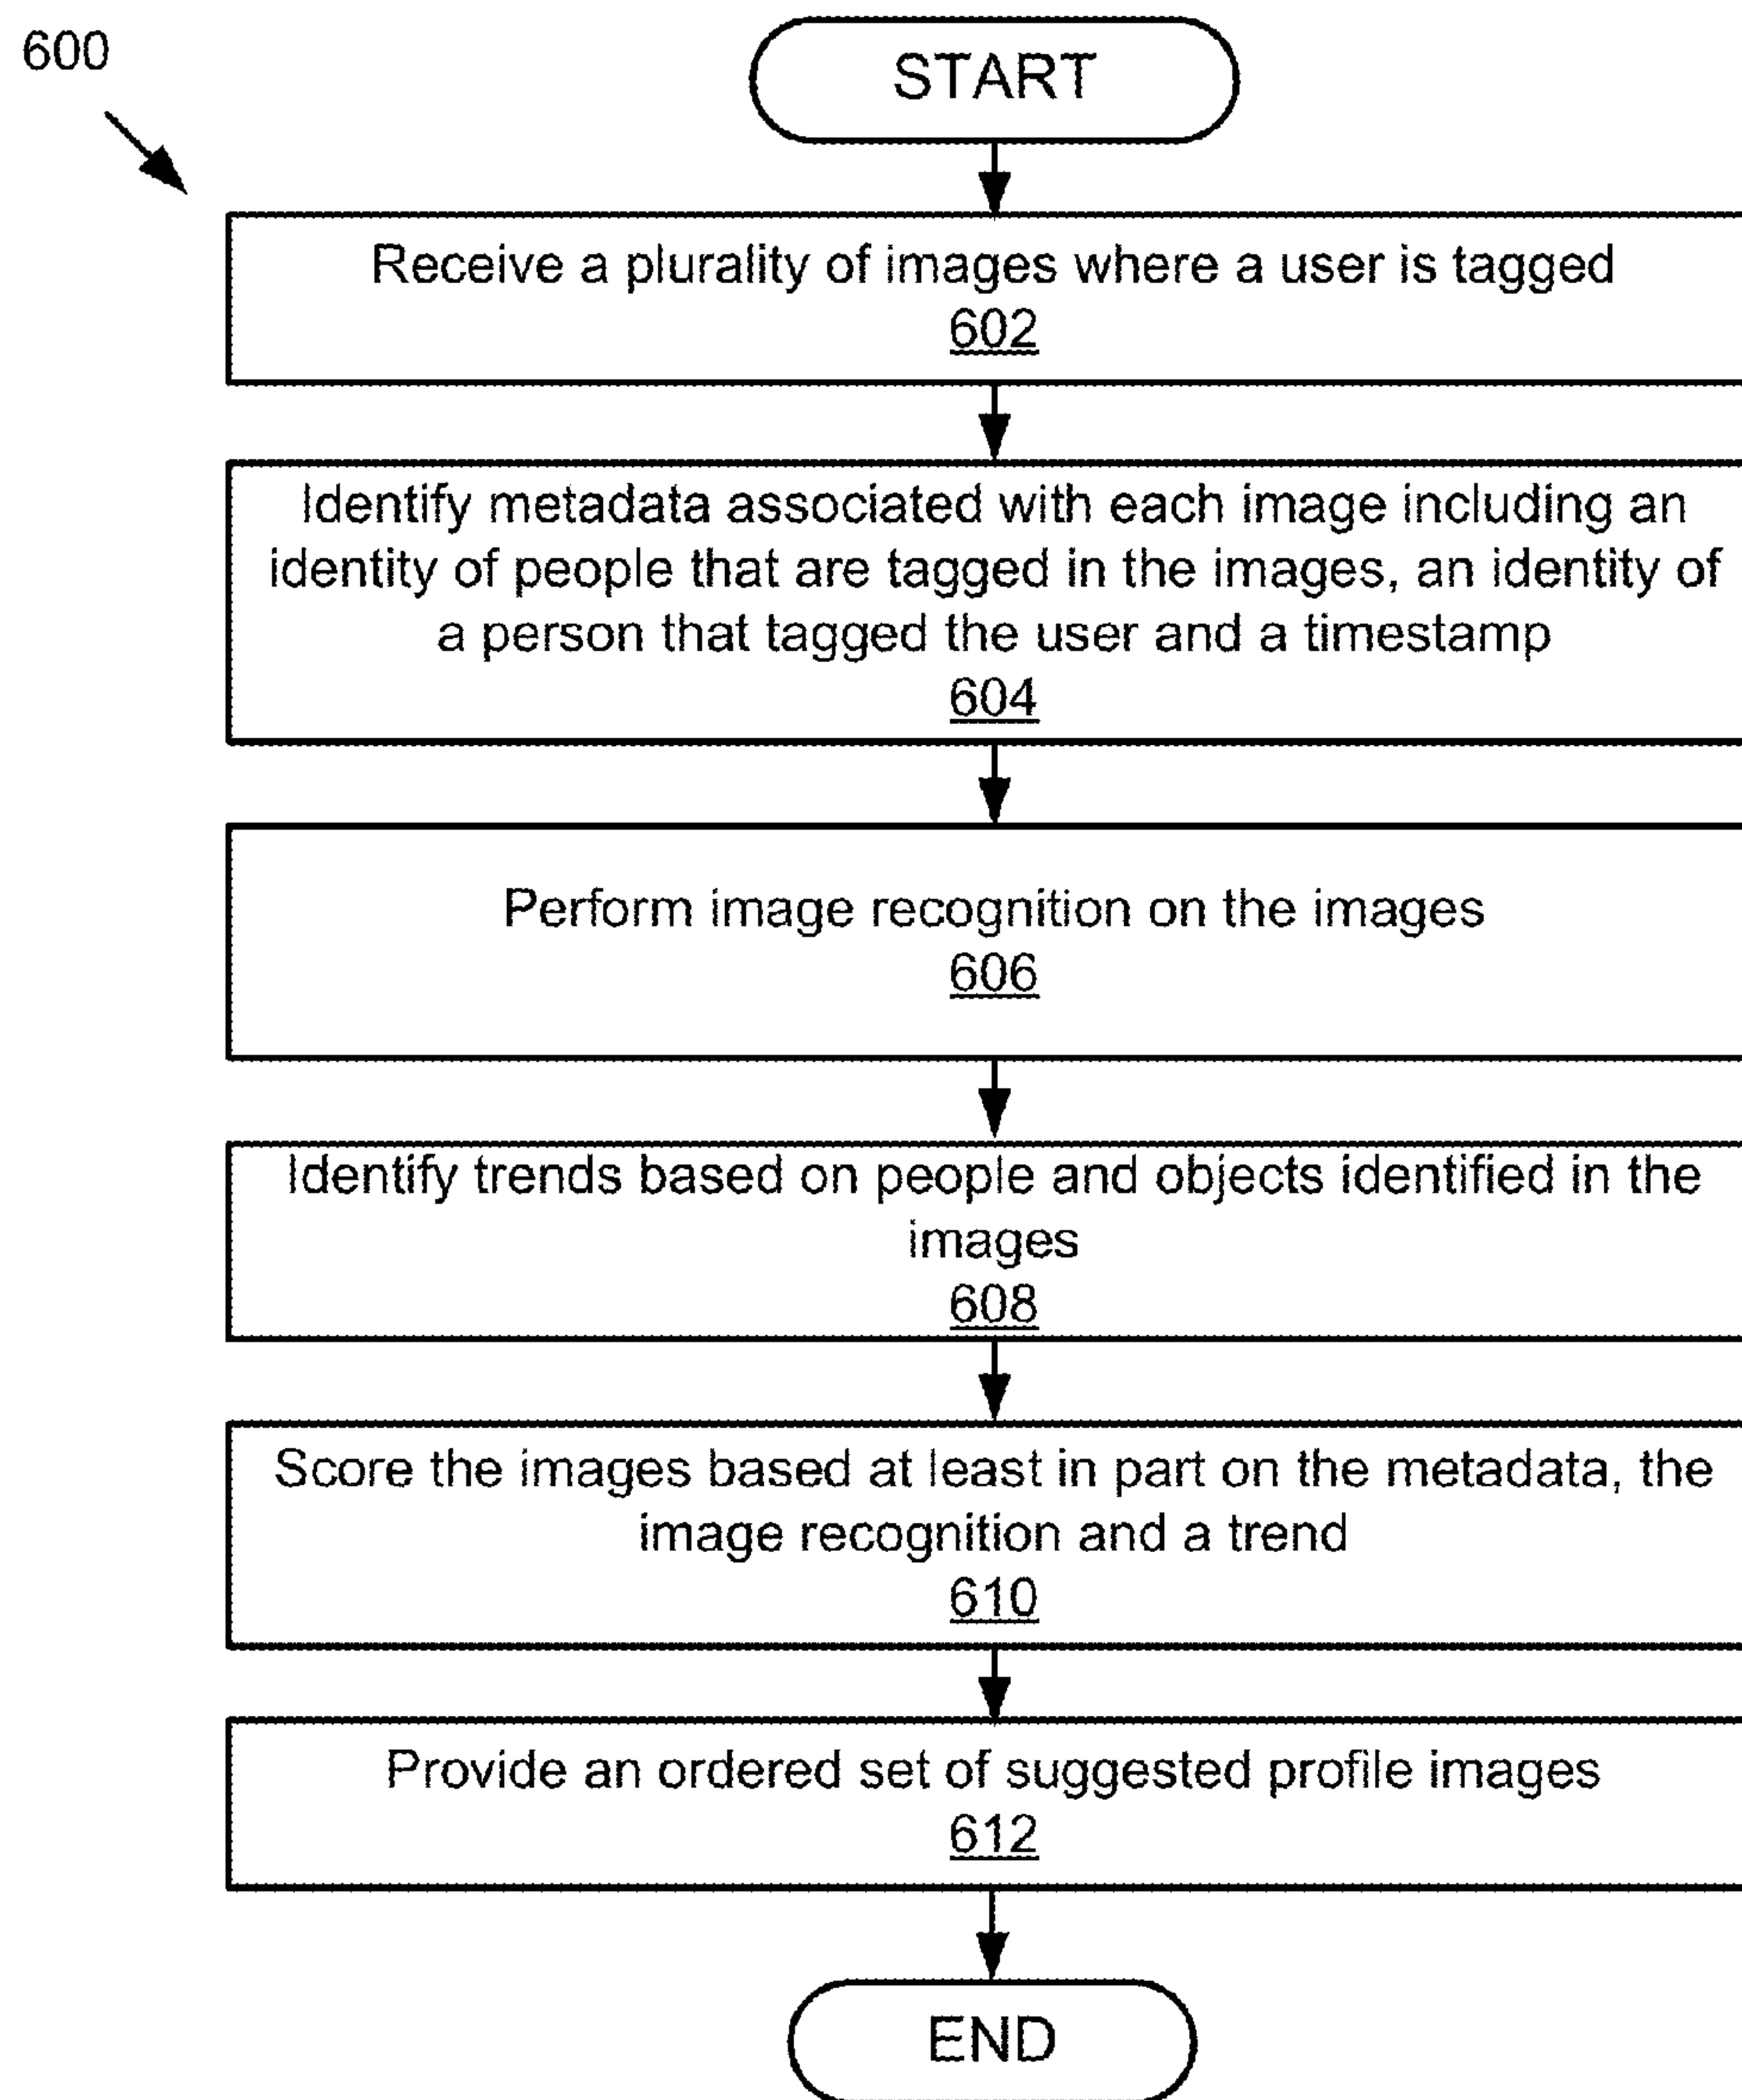 600
START
Receive a plurality of images where a user is tagged
602
Identify metadata associated with each image including an
identity of people that are tagged in the images, an identity of
a person that tagged the user and a timestamp
604
Perform image recognition on the images
606
Identify trends based on people and objects identified in the
images
608
Score the images based at least in part on the metadata, the
image recognition and a trend
610
Provide an ordered set of suggested profile images
612
END